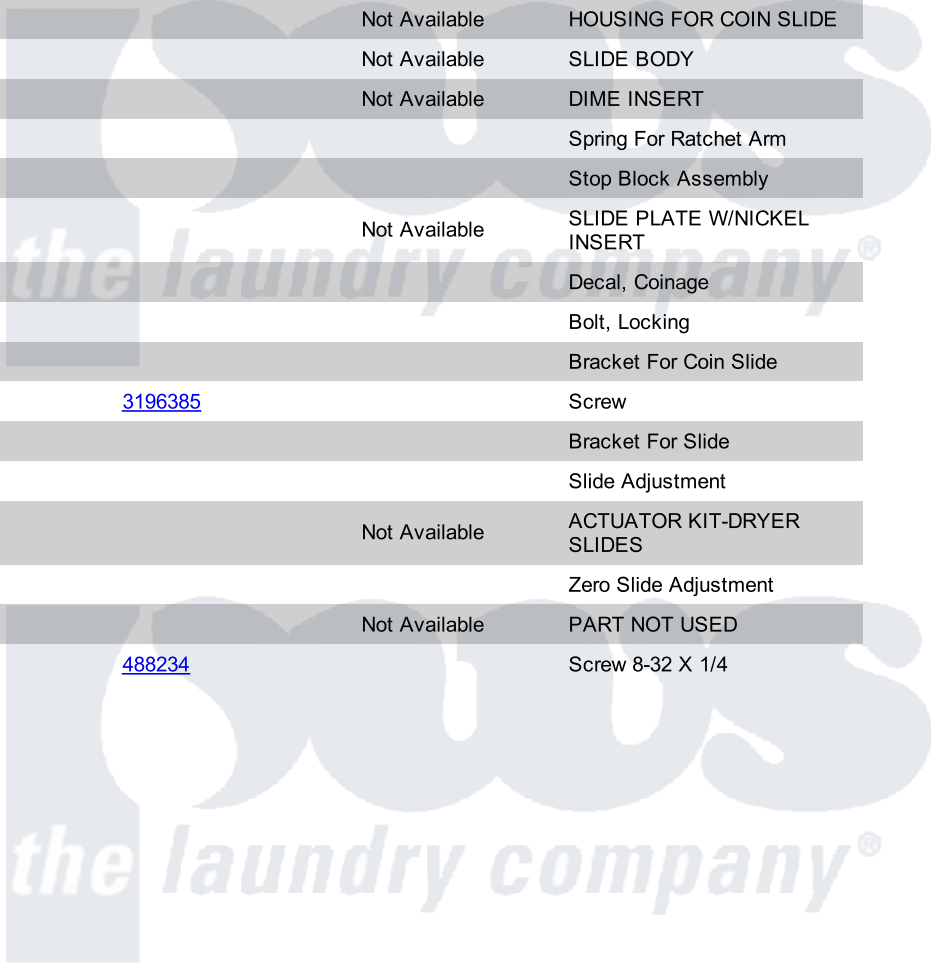 Not Available HOUSING FOR COIN SLIDE
Not Available SLIDE BODY
Not Available DIME INSERT
Spring For Ratchet Arm
Stop Block Assembly
Not Available SLIDE PLATE W/NICKEL
INSERT
Decal, Coinage
Bolt, Locking
Bracket For Coin Slide
3196385 Screw
Bracket For Slide
Slide Adjustment
Not Available ACTUATOR KIT-DRYER
SLIDES
Zero Slide Adjustment
Not Available PART NOT USED
488234 Screw 8-32 X 1/4
pws
the laundry company®
pws
the laundry company®